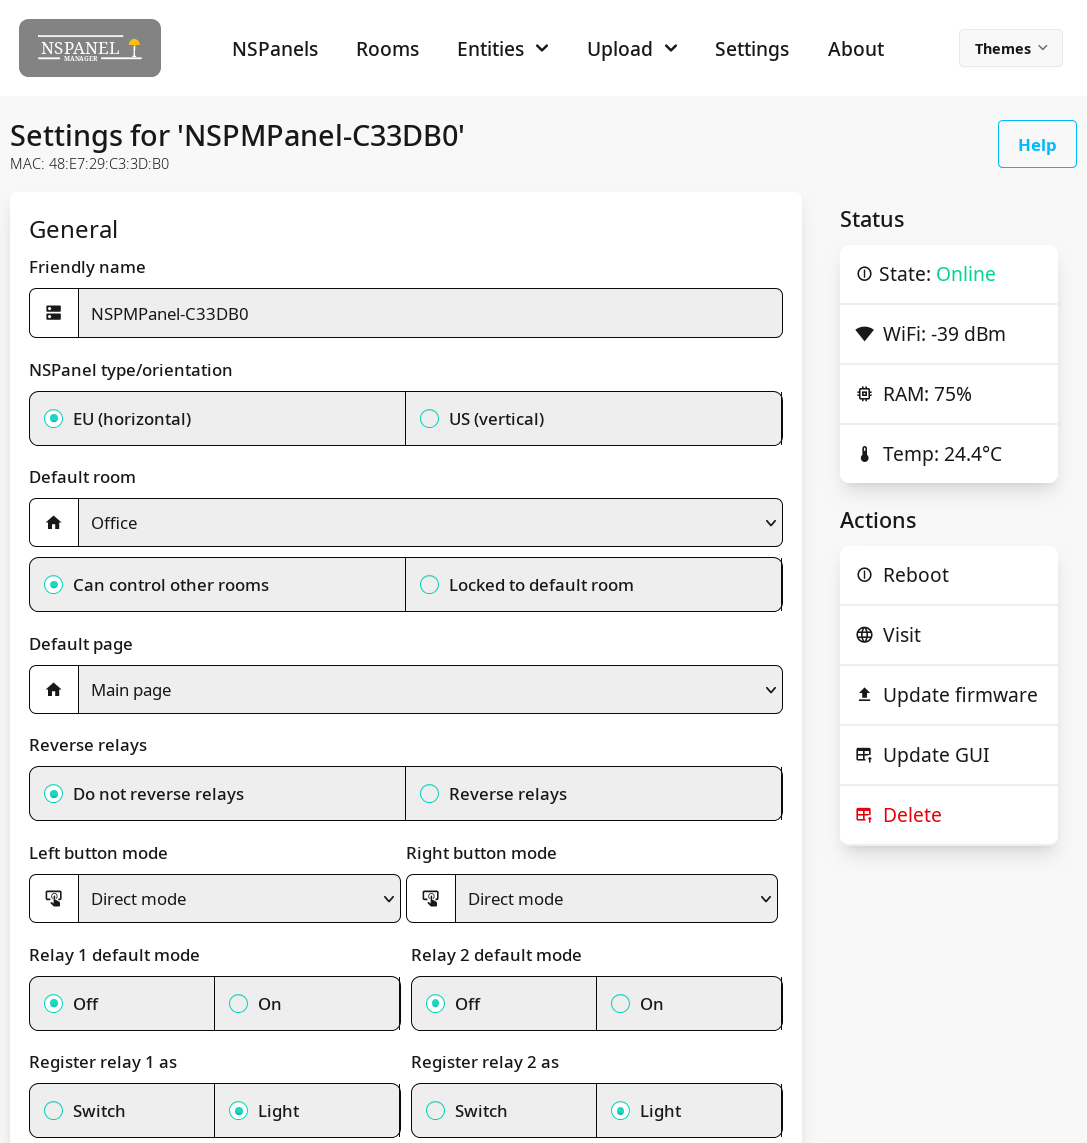 NSPANEL
MANAGER
NSPanels Rooms Entities Upload Settings About Themes
Settings for 'NSPMPanel-C33DB0'
MAC: 48:E7:29:C3:3D:B0
Help
General
Friendly name
NSPMPanel-C33DB0
NSPanel type/orientation
EU (horizontal) US (vertical)
Default room
Office
Can control other rooms Locked to default room
Default page
Main page
Reverse relays
Do not reverse relays Reverse relays
Left button mode Right button mode
Direct mode Direct mode
Relay 1 default mode Relay 2 default mode
Off On Off On
Register relay 1 as Register relay 2 as
Switch Light Switch Light
Status
State: Online
WiFi: -39 dBm
RAM: 75%
Temp: 24.4°C
Actions
Reboot
Visit
Update firmware
Update GUI
Delete